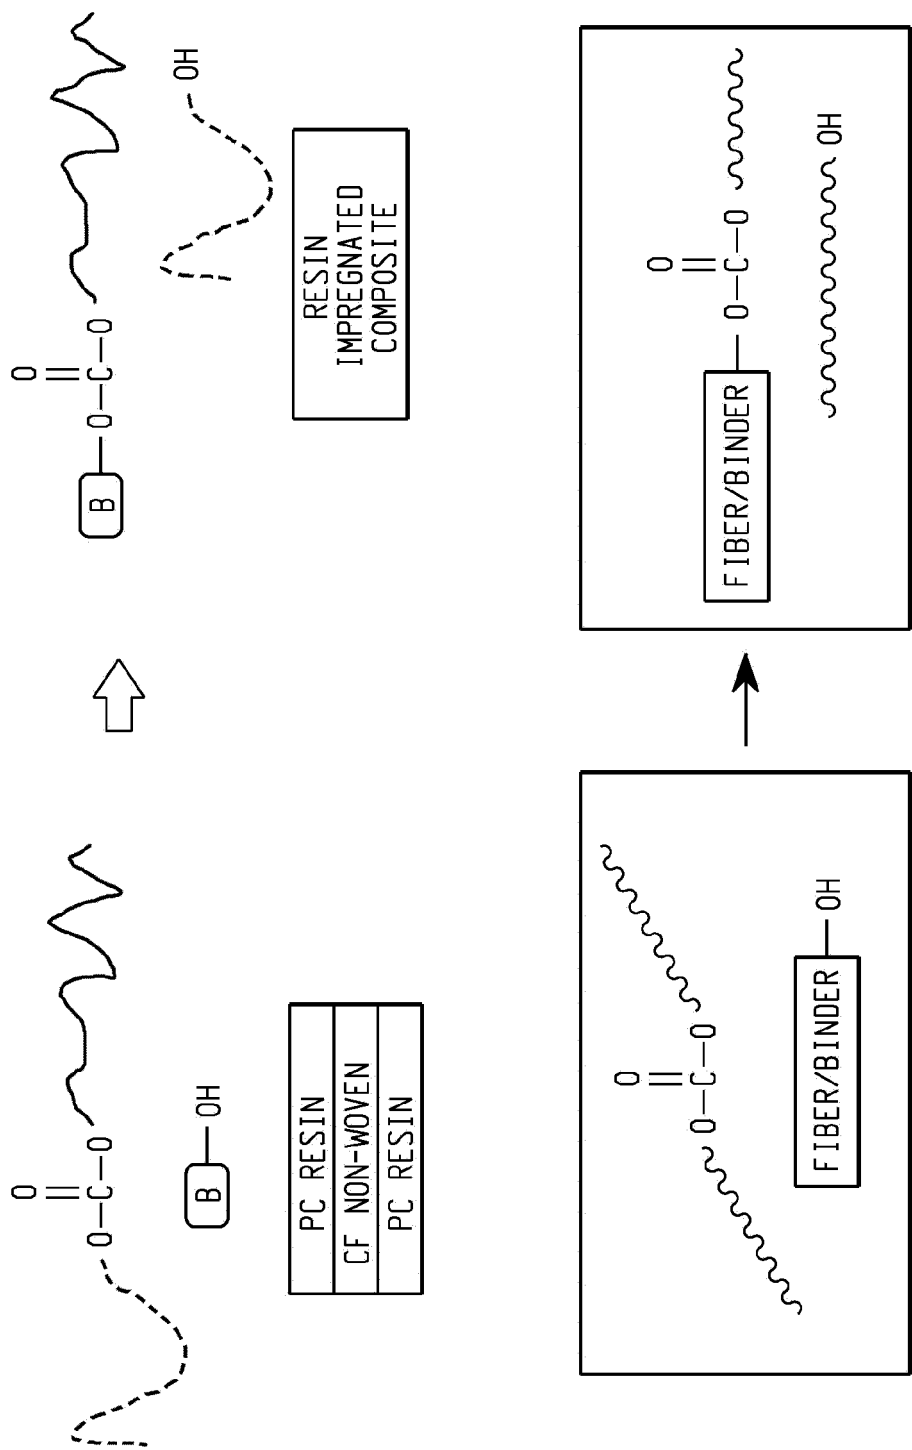 O
O—C—O
B—OH
PC RESIN
CF NON-WOVEN
PC RESIN
O
B—O—C—O
OH
RESIN
IMPREGNATED
COMPOSITE
O
O—C—O
FIBER/BINDER—OH
O
FIBER/BINDER—O—C—O
OH